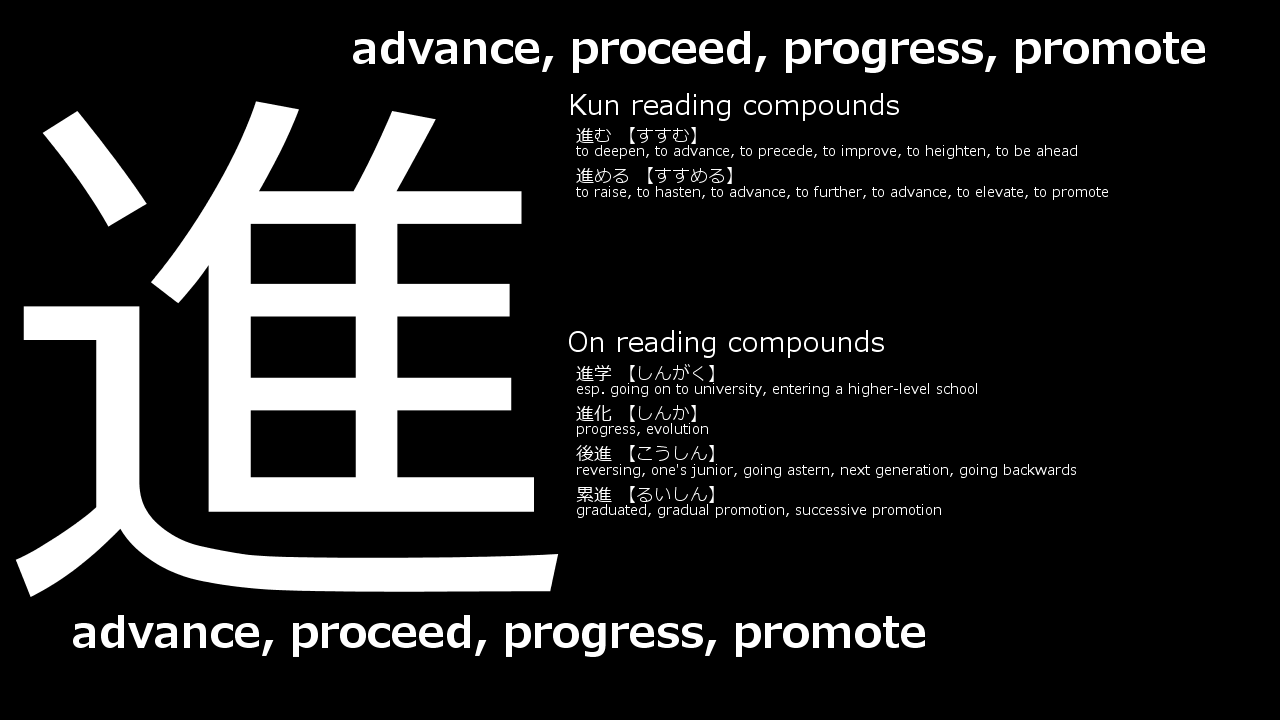 advance, proceed, progress, promote
進
Kun reading compounds
進む 【すすむ】
to deepen, to advance, to precede, to improve, to heighten, to be ahead
進める 【すすめる】
to raise, to hasten, to advance, to further, to advance, to elevate, to promote
On reading compounds
進学 【しんがく】
esp. going on to university, entering a higher-level school
進化 【しんか】
progress, evolution
後進 【こうしん】
reversing, one's junior, going astern, next generation, going backwards
累進 【るいしん】
graduated, gradual promotion, successive promotion
advance, proceed, progress, promote